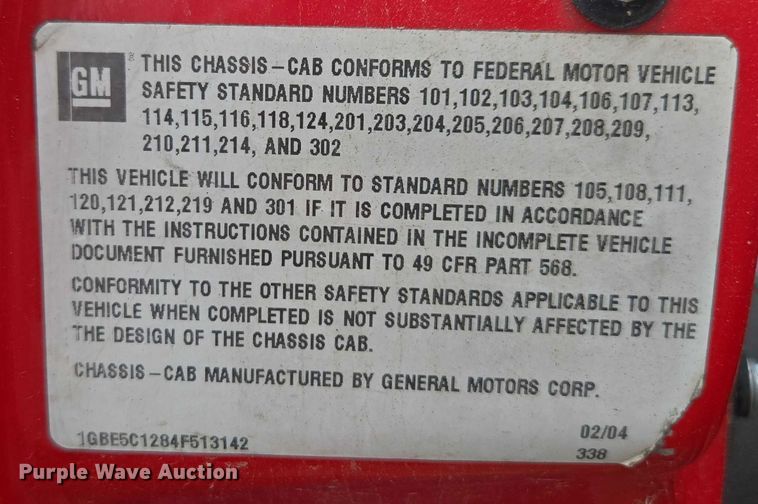 GM
THIS CHASSIS-CAB CONFORMS TO FEDERAL MOTOR VEHICLE
SAFETY STANDARD NUMBERS 101,102,103,104,106,107,113,
114,115,116,118,124,201,203,204,205,206,207,208,209,
210,211,214, AND 302
THIS VEHICLE WILL CONFORM TO STANDARD NUMBERS 105,108,111,
120,121,212,219 AND 301 IF IT IS COMPLETED IN ACCORDANCE
WITH THE INSTRUCTIONS CONTAINED IN THE INCOMPLETE VEHICLE
DOCUMENT FURNISHED PURSUANT TO 49 CFR PART 568.
CONFORMITY TO THE OTHER SAFETY STANDARDS APPLICABLE TO THIS
VEHICLE WHEN COMPLETED IS NOT SUBSTANTIALLY AFFECTED BY THE
THE DESIGN OF THE CHASSIS CAB.
CHASSIS-CAB MANUFACTURED BY GENERAL MOTORS CORP.
1GBE5C1284F513142
02/04
338
Purple Wave Auction